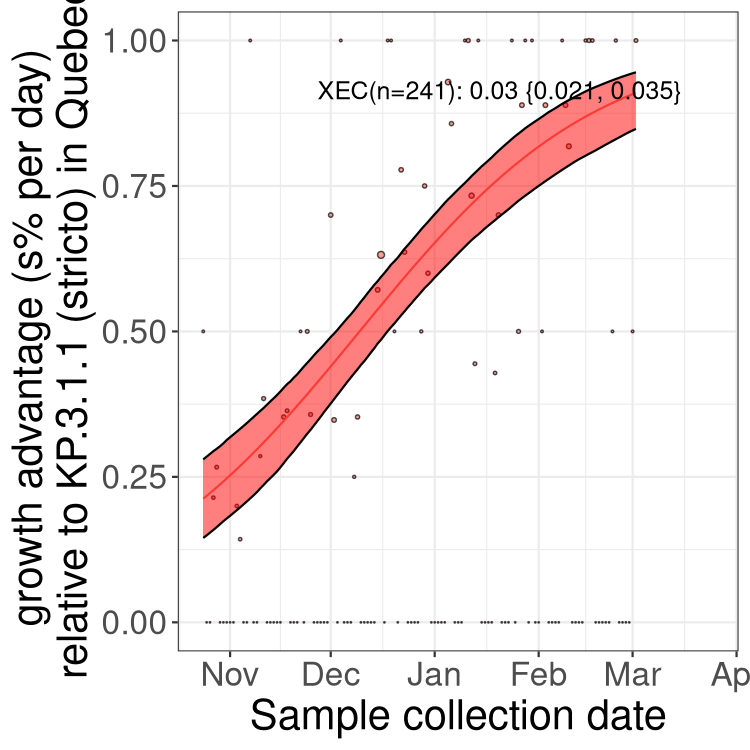 growth advantage (s% per day)
relative to KP.3.1.1 (stricto) in Quebec
1.00
0.75
0.50
0.25
0.00
XEC(n=241): 0.03 {0.021, 0.035}
Nov Dec Jan Feb Mar Ap
Sample collection date